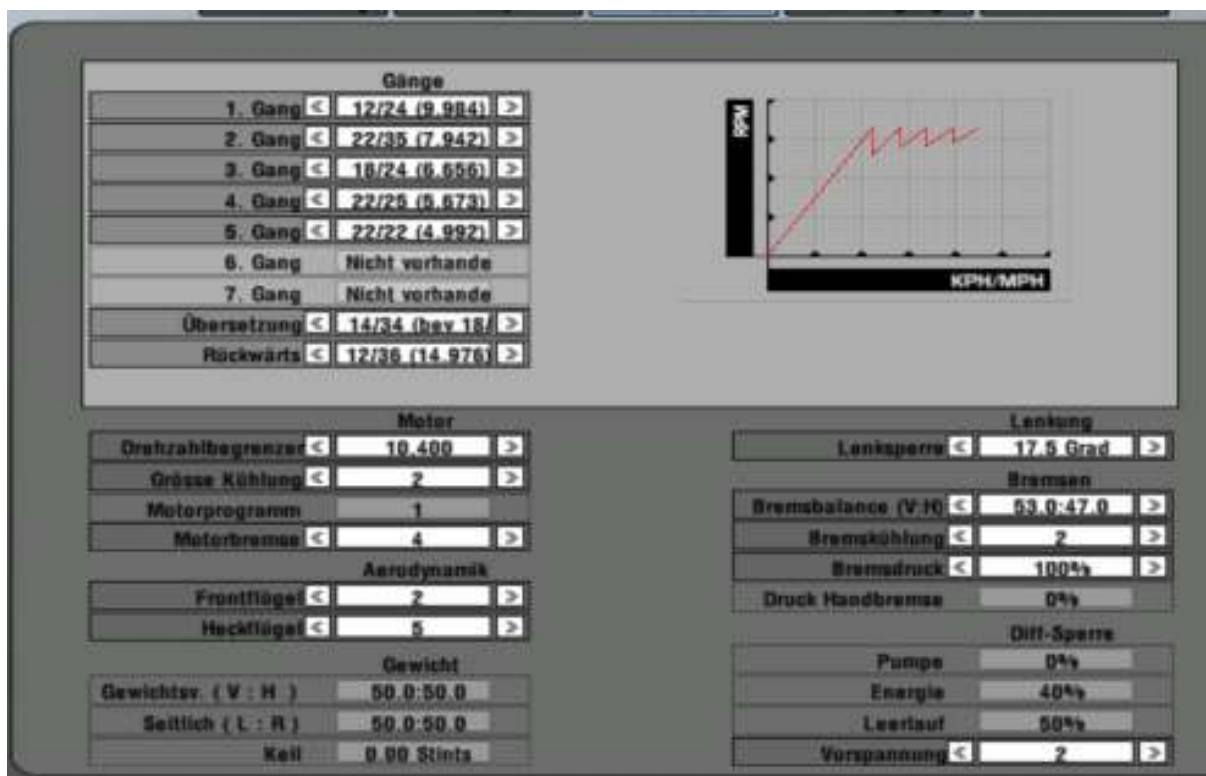 Gänge
1. Gang < 12/24 (9.984) >
2. Gang < 22/35 (7.942) >
3. Gang < 18/24 (6.656) >
4. Gang < 22/25 (5.673) >
5. Gang < 22/22 (4.992) >
6. Gang Nicht vorhande
7. Gang Nicht vorhande
Übersetzung < 14/34 (bev 18/ >
Rückwärts < 12/36 (14.976) >
RPM
KPH/MPH
Motor
Drehzahlbegrenzer < 10,400 >
Grösse Kühlung < 2 >
Motorprogramm 1
Motorbremse < 4 >
Aerodynamik
Frontflügel < 2 >
Heckflügel < 5 >
Gewicht
Gewichtsv. ( V : H ) 50.0:50.0
Seitlich ( L : R ) 50.0:50.0
Keil 0.00 Stints
Lenkung
Lenksperre < 17.5 Grad >
Bremsen
Bremsbalance (V:H) < 53.0:47.0 >
Bremskühlung < 2 >
Bremsdruck < 100% >
Druck Handbremse 0%
Diff-Sperre
Pumpe 0%
Energie 40%
Leerlauf 50%
Vorspannung < 2 >